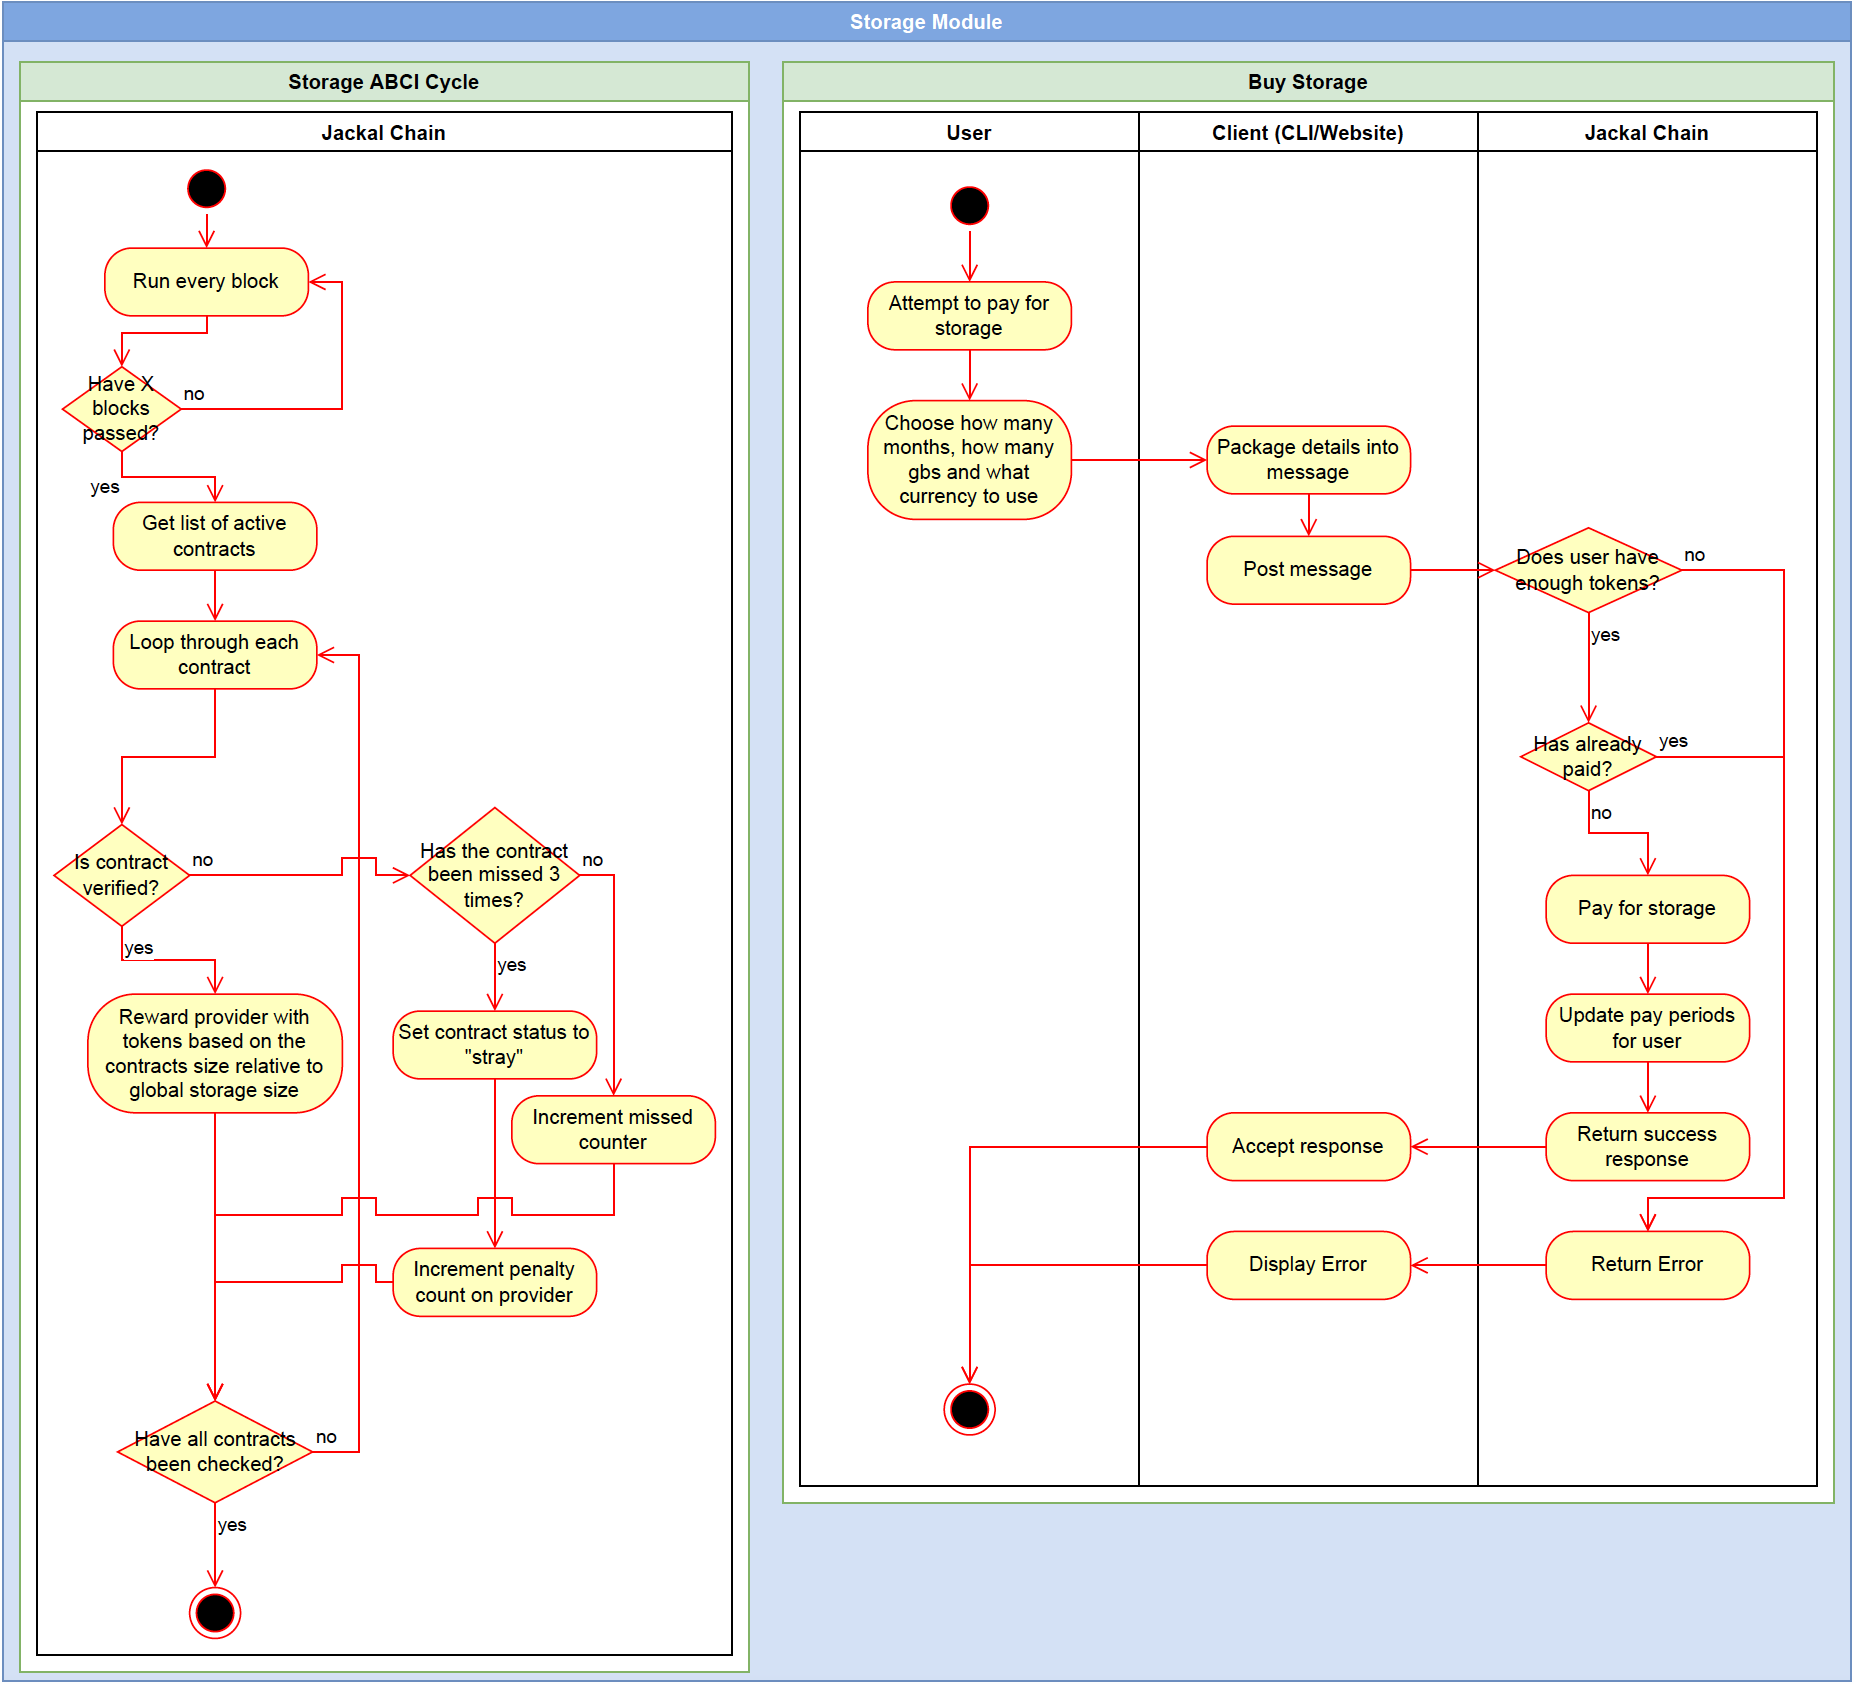 Storage Module
Storage ABCI Cycle
Jackal Chain
Run every block
Have X
blocks
passed?
no
yes
Get list of active
contracts
Loop through each
contract
Is contract
verified?
no
yes
Has the contract
been missed 3
times?
no
yes
Reward provider with
tokens based on the
contracts size relative to
global storage size
Set contract status to
"stray"
Increment missed
counter
Increment penalty
count on provider
Have all contracts
been checked?
no
yes
Buy Storage
User
Client (CLI/Website)
Jackal Chain
Attempt to pay for
storage
Choose how many
months, how many
gbs and what
currency to use
Package details into
message
Post message
Does user have
enough tokens?
no
yes
Has already
paid?
yes
no
Pay for storage
Update pay periods
for user
Return success
response
Accept response
Return Error
Display Error